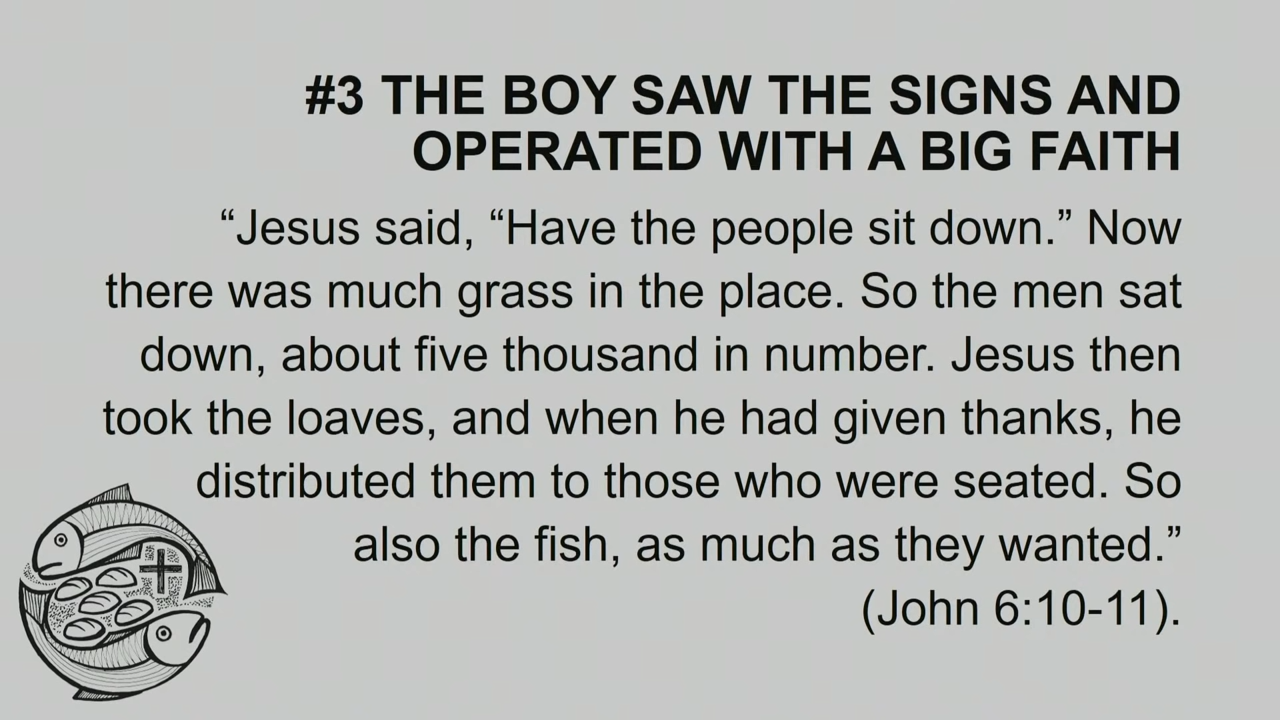 #3 THE BOY SAW THE SIGNS AND
OPERATED WITH A BIG FAITH
“Jesus said, “Have the people sit down.” Now
there was much grass in the place. So the men sat
down, about five thousand in number. Jesus then
took the loaves, and when he had given thanks, he
distributed them to those who were seated. So
also the fish, as much as they wanted.”
(John 6:10-11).